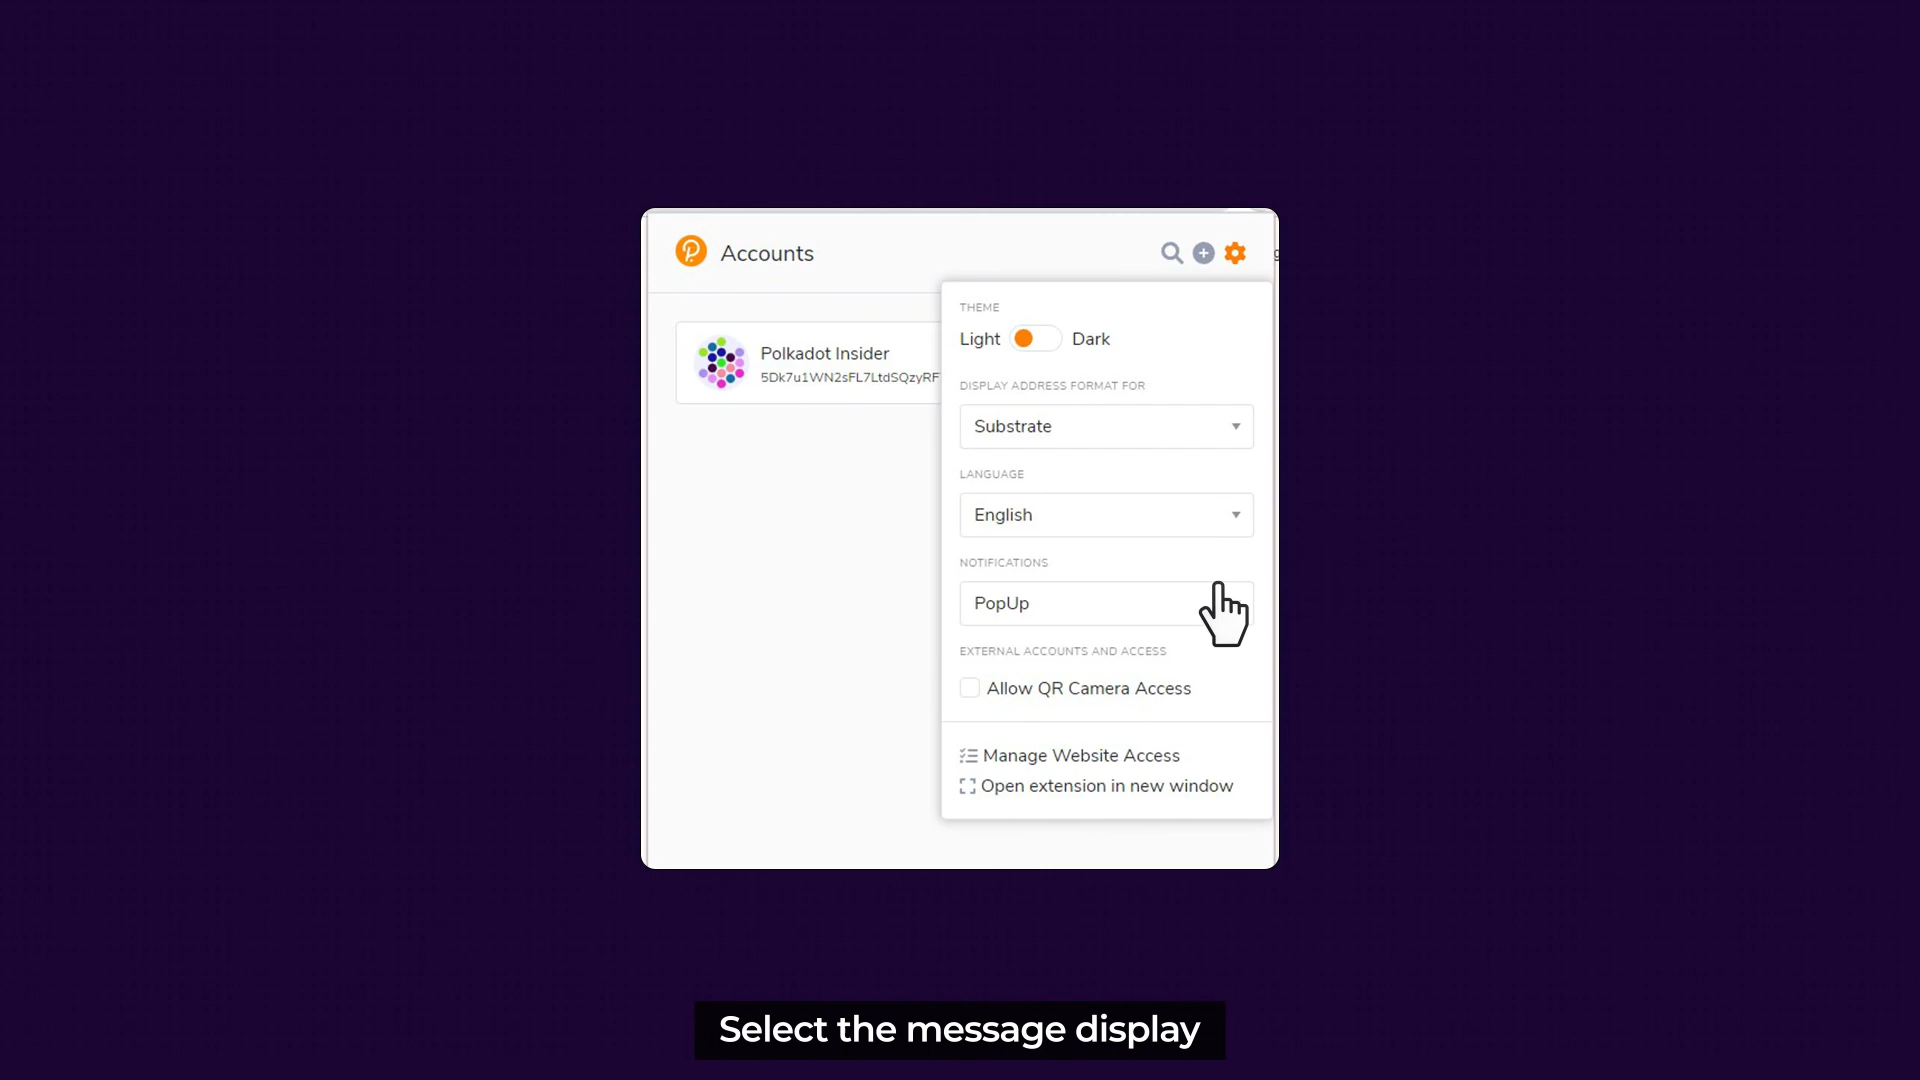 Accounts
Polkadot Insider
5Dk7u1WN2sFL7LtdSQzyRF
THEME
Light Dark
DISPLAY ADDRESS FORMAT FOR
Substrate
LANGUAGE
English
NOTIFICATIONS
PopUp
EXTERNAL ACCOUNTS AND ACCESS
Allow QR Camera Access
Manage Website Access
Open extension in new window
Select the message display